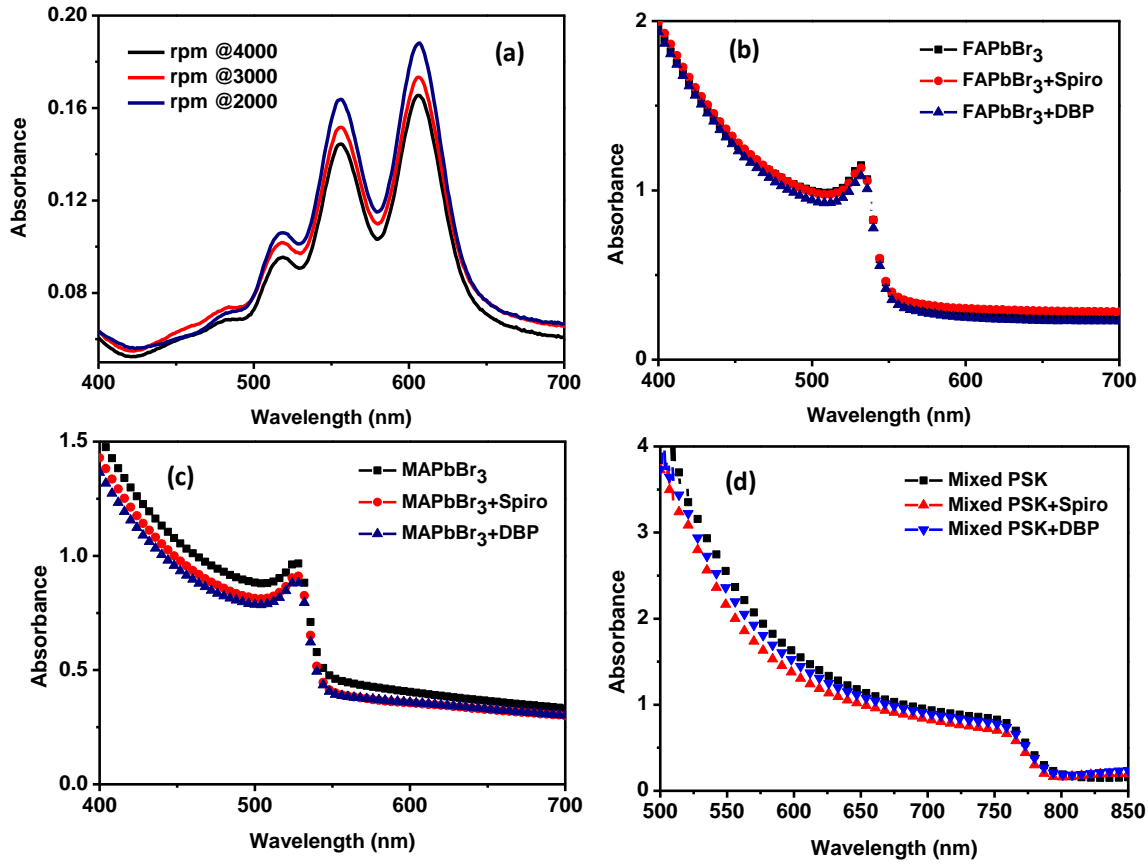 (a)
rpm @4000
rpm @3000
rpm @2000
Absorbance
0.20
0.16
0.12
0.08
400 500 600 700
Wavelength (nm)
(b)
FAPbBr3
FAPbBr3+Spiro
FAPbBr3+DBP
Absorbance
2
1
0
400 500 600 700
Wavelength (nm)
(c)
MAPbBr3
MAPbBr3+Spiro
MAPbBr3+DBP
Absorbance
1.5
1.0
0.5
0.0
400 500 600 700
Wavelength (nm)
(d)
Mixed PSK
Mixed PSK+Spiro
Mixed PSK+DBP
Absorbance
4
3
2
1
0
500 550 600 650 700 750 800 850
Wavelength (nm)